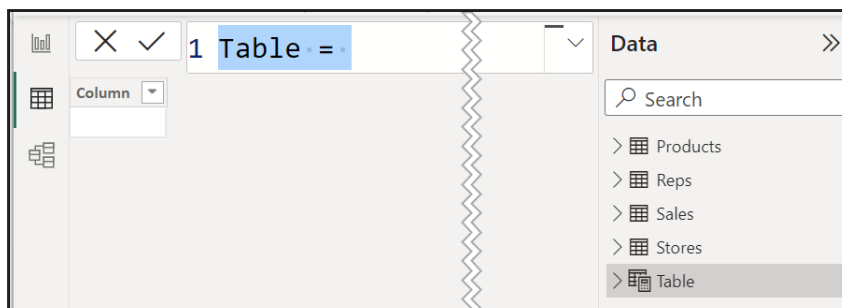 1 Table =
Column
Data
Search
Products
Reps
Sales
Stores
Table